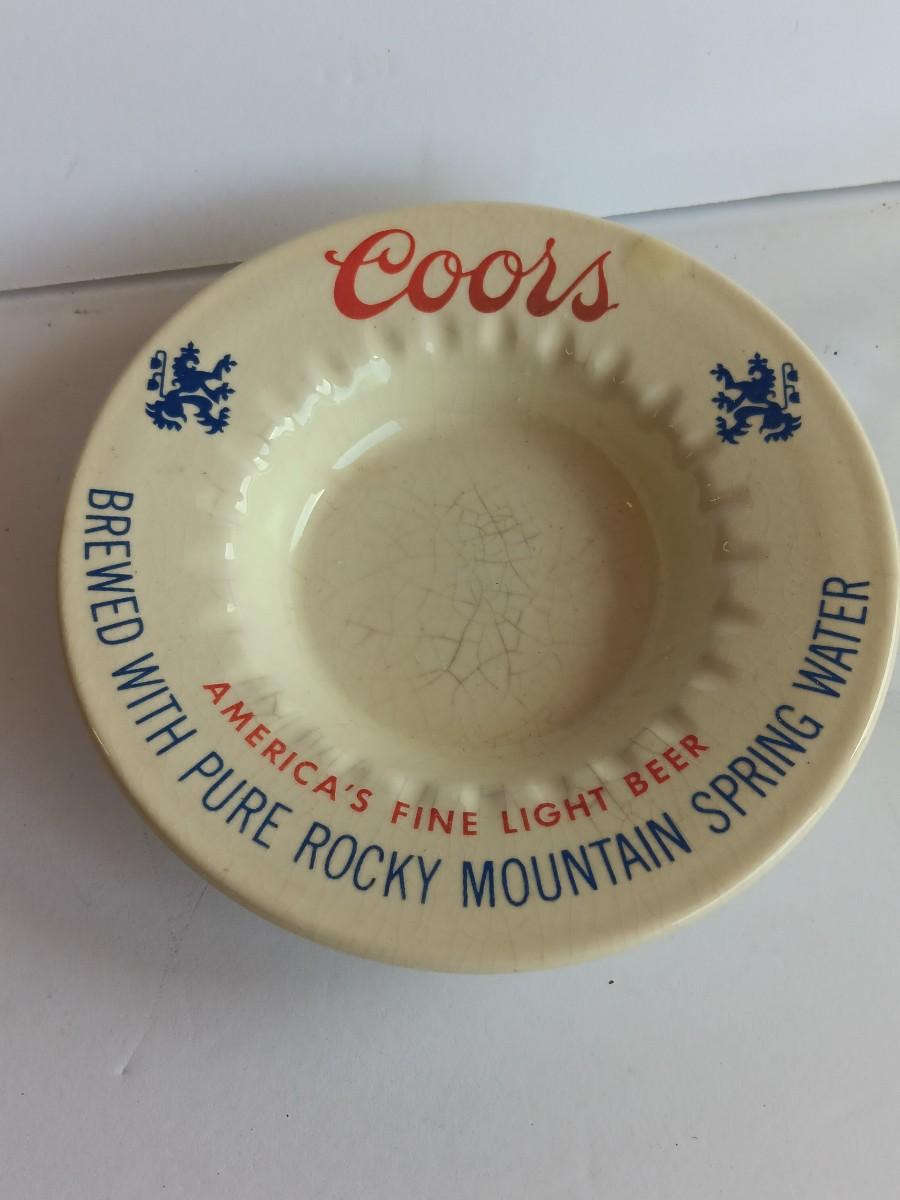 Coors
AMERICA'S FINE LIGHT BEER
BREWED WITH PURE ROCKY MOUNTAIN SPRING WATER